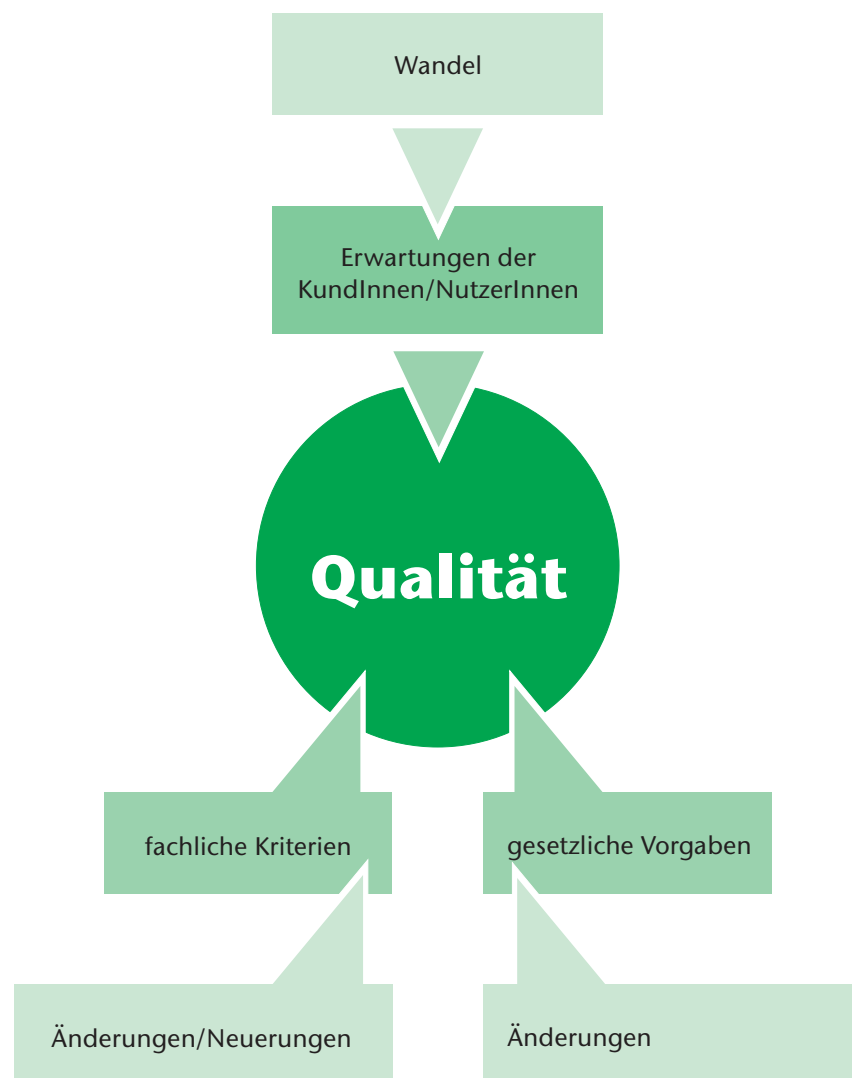 Wandel
Erwartungen der
KundInnen/NutzerInnen
Qualität
fachliche Kriterien
gesetzliche Vorgaben
Änderungen/Neuerungen
Änderungen